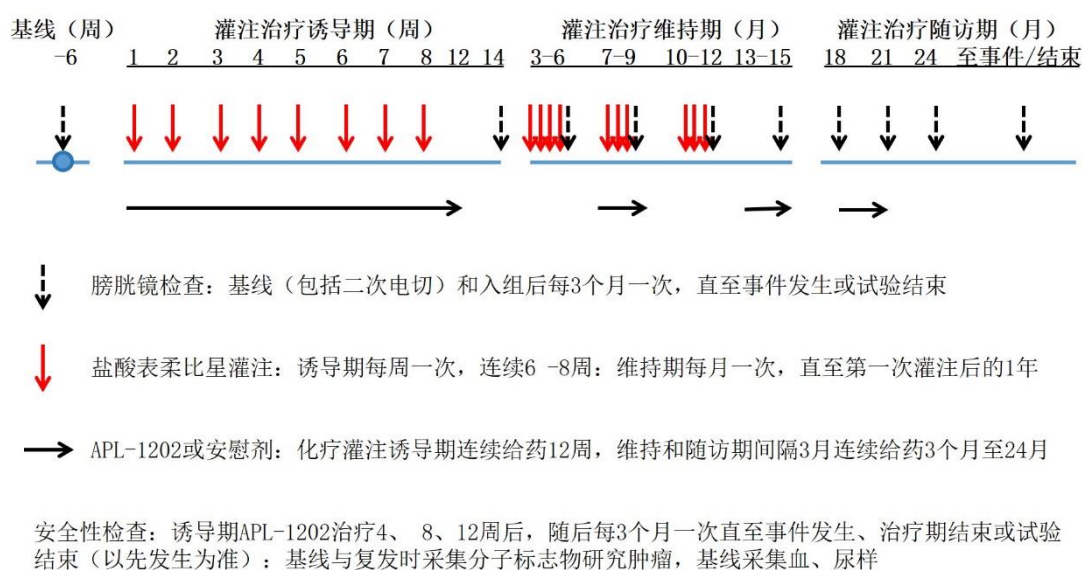 基线（周） 灌注治疗诱导期（周） 灌注治疗维持期（月） 灌注治疗随访期（月）
-6 1 2 3 4 5 6 7 8 12 14 3-6 7-9 10-12 13-15 18 21 24 至事件/结束
膀胱镜检查：基线（包括二次电切）和入组后每3个月一次，直至事件发生或试验结束
盐酸表柔比星灌注：诱导期每周一次，连续6 -8周：维持期每月一次，直至第一次灌注后的1年
APL-1202或安慰剂：化疗灌注诱导期连续给药12周，维持和随访期间隔3月连续给药3个月至24月
安全性检查：诱导期APL-1202治疗4、 8、12周后，随后每3个月一次直至事件发生、治疗期结束或试验
结束（以先发生为准）：基线与复发时采集分子标志物研究肿瘤，基线采集血、尿样